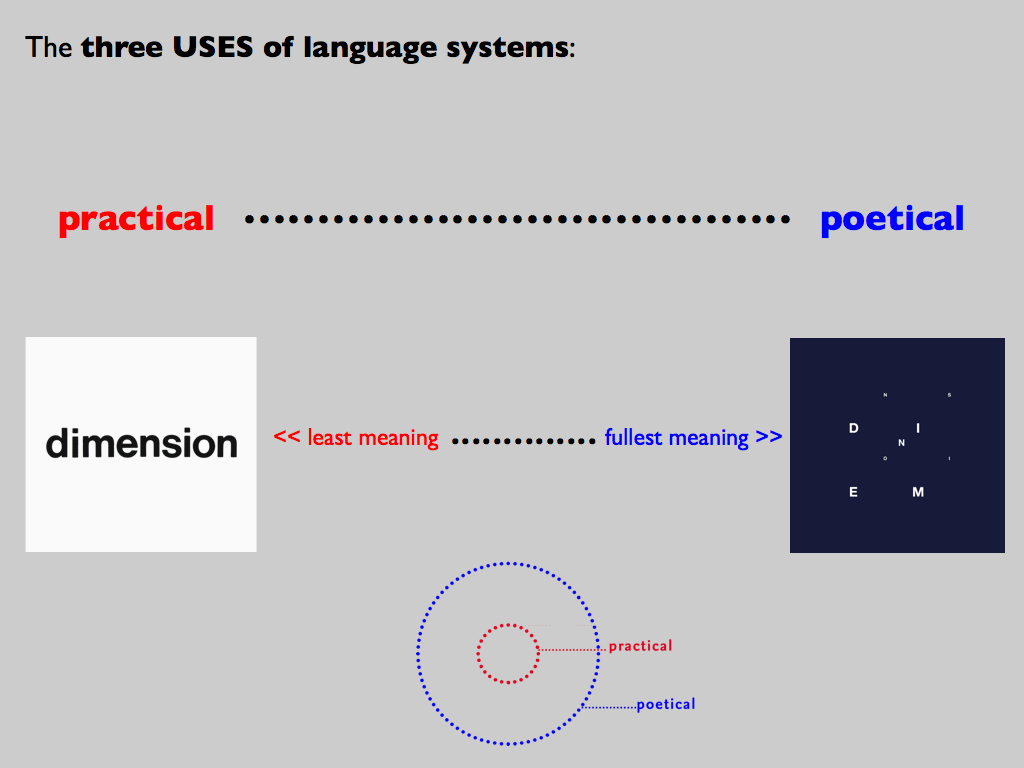 The three USES of language systems:
practical poetical
dimension
<< least meaning fullest meaning >>
N S
D I
N
O I
E M
practical
poetical